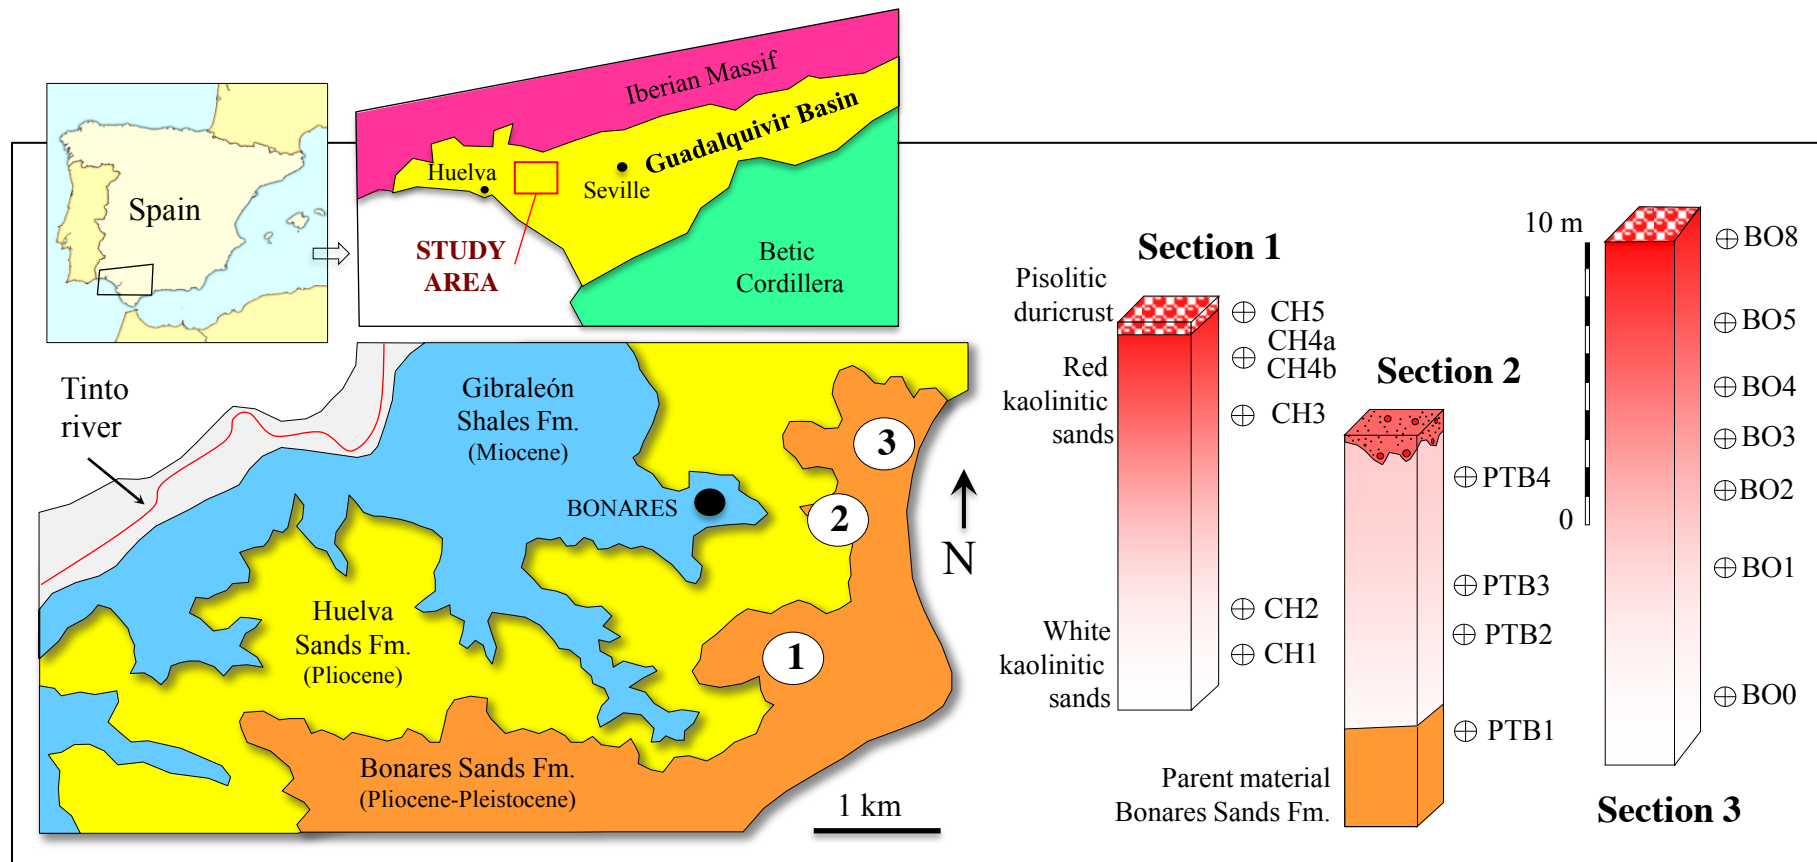 Spain
Iberian Massif
Guadalquivir Basin
Huelva
Seville
STUDY
AREA
Betic
Cordillera
Tinto
river
Gibraleón
Shales Fm.
(Miocene)
BONARES
Huelva
Sands Fm.
(Pliocene)
Bonares Sands Fm.
(Pliocene-Pleistocene)
1
2
3
N
1 km
Section 1
Pisolitic
duricrust
Red
kaolinitic
sands
White
kaolinitic
sands
CH5
CH4a
CH4b
CH3
CH2
CH1
Section 2
PTB4
PTB3
PTB2
PTB1
Parent material
Bonares Sands Fm.
10 m
0
BO8
BO5
BO4
BO3
BO2
BO1
BO0
Section 3